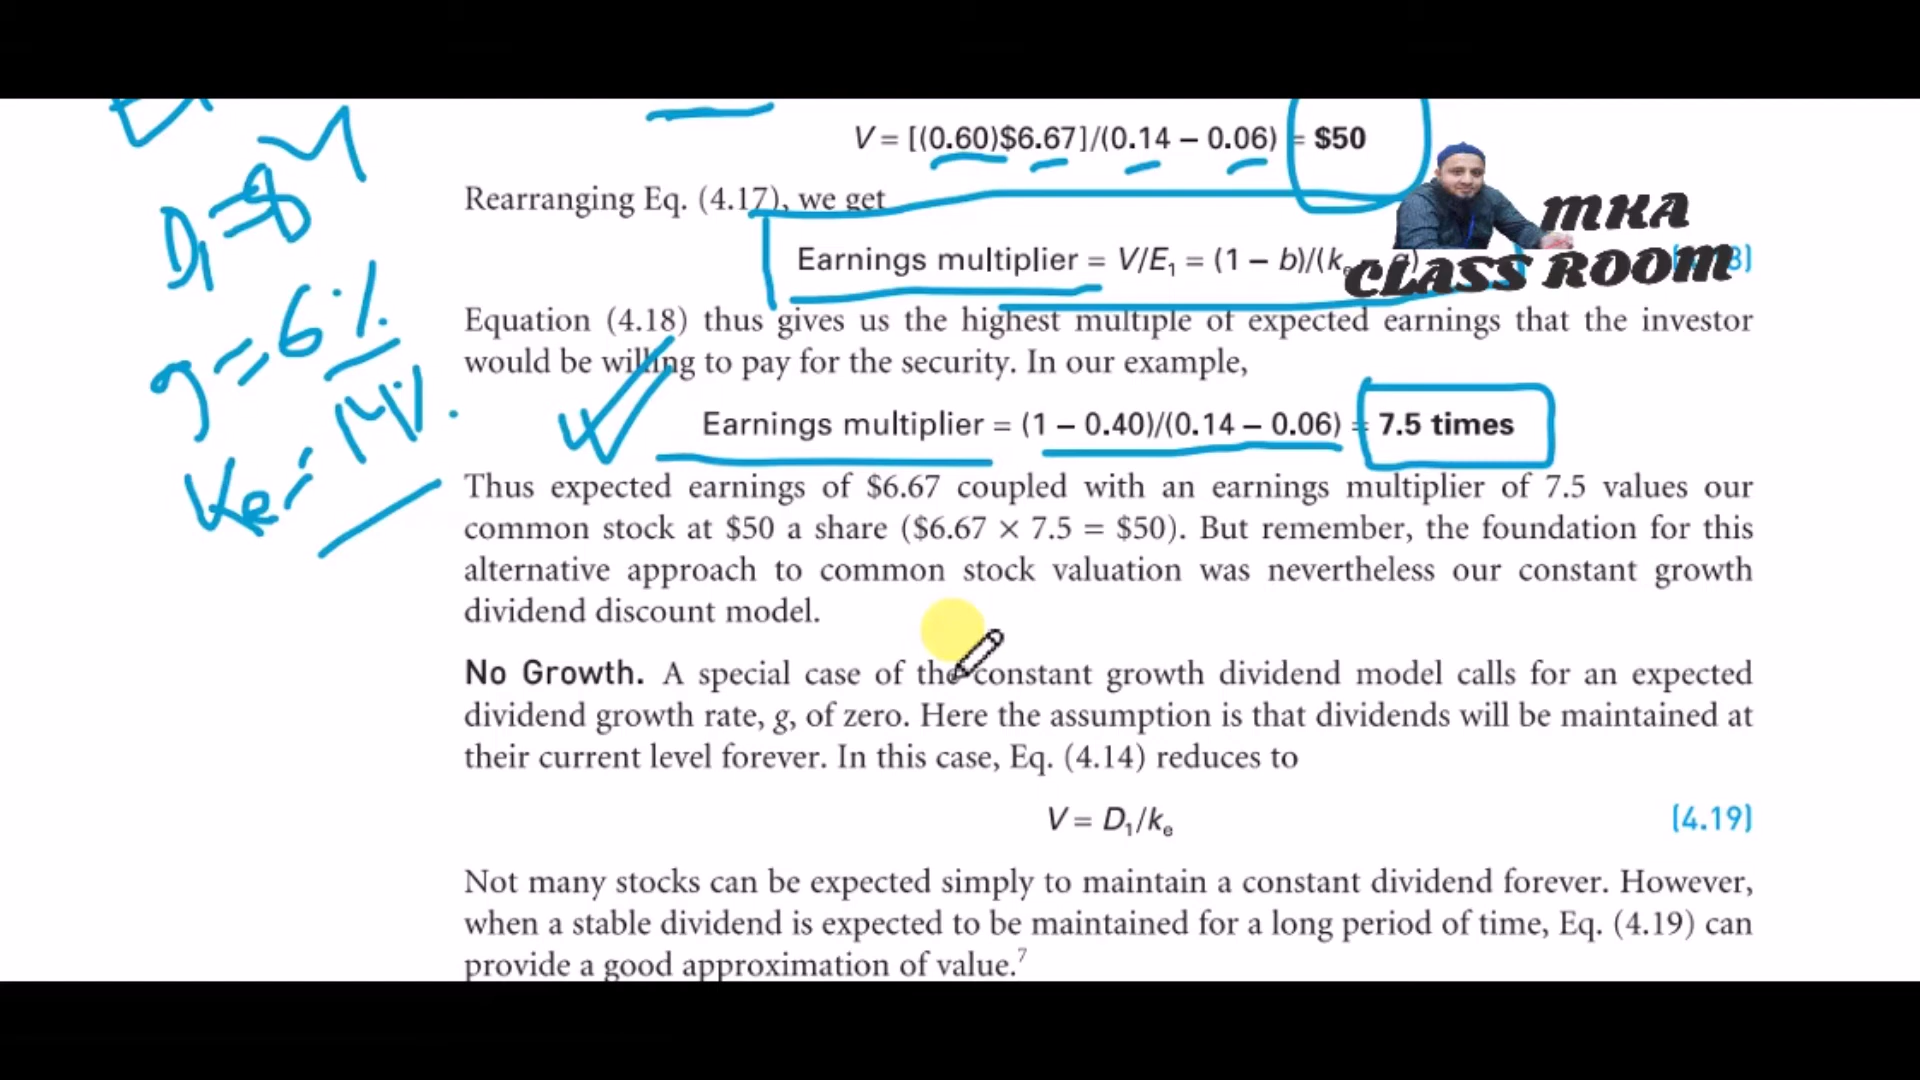 V = [(0.60)$6.67]/(0.14 – 0.06) = $50
Rearranging Eq. (4.17), we get
MKA
CLASS ROOM
Earnings multiplier = V/E₁ = (1 – b)/(kₑ
Equation (4.18) thus gives us the highest multiple of expected earnings that the investor
would be willing to pay for the security. In our example,
Earnings multiplier = (1 – 0.40)/(0.14 – 0.06) = 7.5 times
Thus expected earnings of $6.67 coupled with an earnings multiplier of 7.5 values our
common stock at $50 a share ($6.67 × 7.5 = $50). But remember, the foundation for this
alternative approach to common stock valuation was nevertheless our constant growth
dividend discount model.
No Growth. A special case of the constant growth dividend model calls for an expected
dividend growth rate, g, of zero. Here the assumption is that dividends will be maintained at
their current level forever. In this case, Eq. (4.14) reduces to
V = D₁/kₑ (4.19)
Not many stocks can be expected simply to maintain a constant dividend forever. However,
when a stable dividend is expected to be maintained for a long period of time, Eq. (4.19) can
provide a good approximation of value.⁷
g = 6%
Ke = 14%